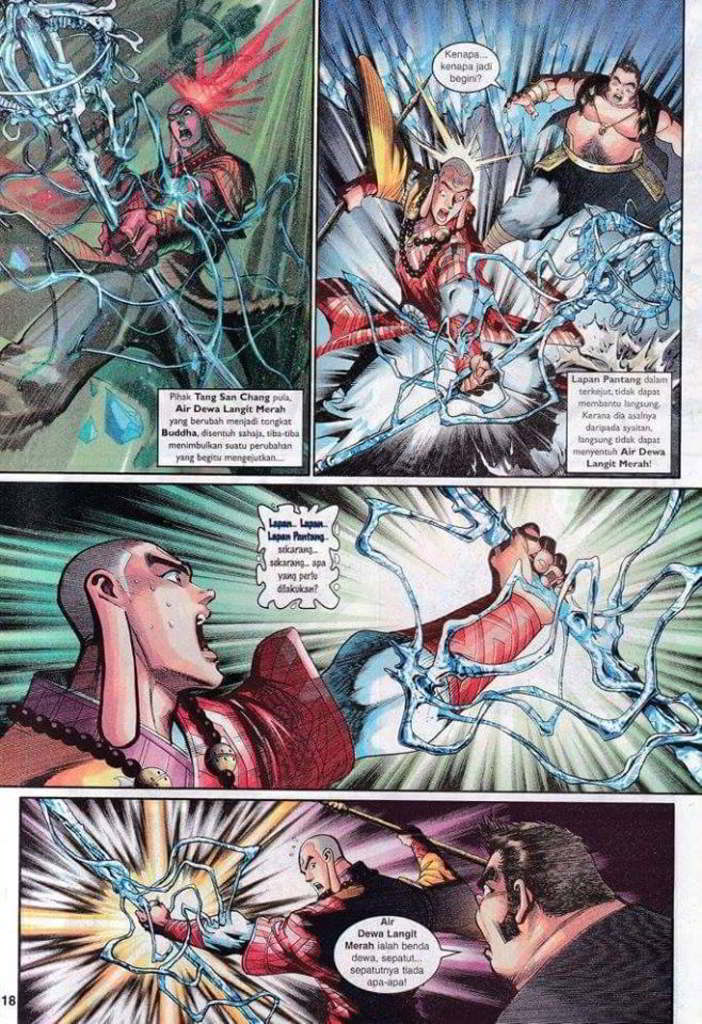 Pihak Tang San Chang pula,
Air Dewa Langit Merah
yang berubah menjadi tongkat
Buddha, disentuh sahaja, tiba-tiba
menimbulkan suatu perubahan
yang begitu mengejutkan....
Kenapa...
kenapa jadi
begini?
Lapan Pantang dalam
terkejut, tidak dapat
membantu langsung.
Kerana dia asalnya
daripada syaitan,
langsung tidak dapat
menyentuh Air Dewa
Langit Merah!
Lapan... Lapan...
Lapan Pantang...
sekarang...
sekarang... apa
yang perlu
dilakukan?
Air
Dewa Langit
Merah ialah benda
dewa, sepatut...
sepatutnya tiada
apa-apa!
18